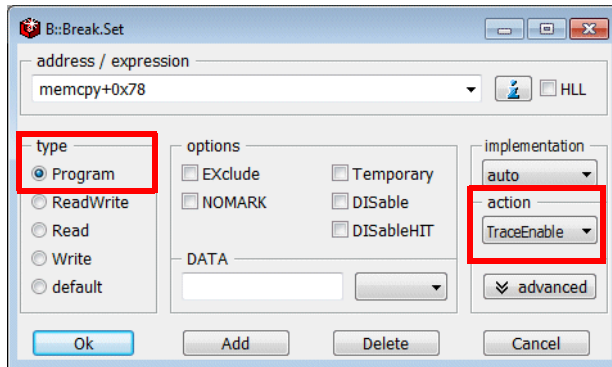 B::Break.Set
address / expression
memcpy+0x78
HLL
type
options
implementation
Program
EXclude
Temporary
auto
ReadWrite
NOMARK
DISable
action
Read
DISableHIT
TraceEnable
Write
DATA
default
advanced
Ok
Add
Delete
Cancel